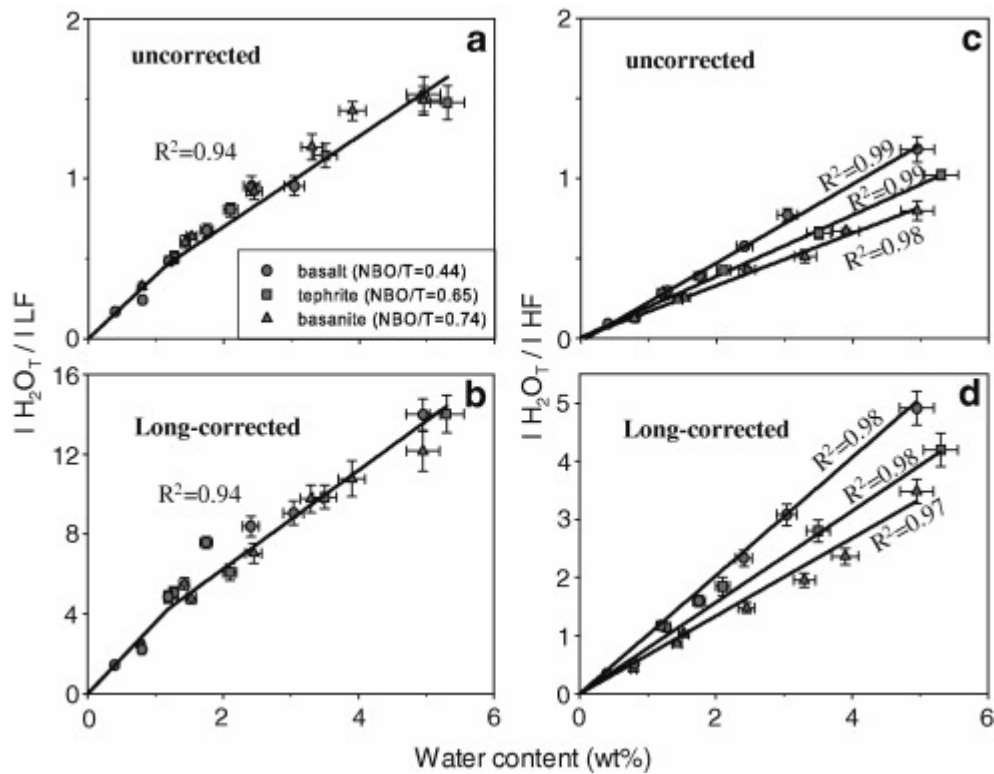 2
a
uncorrected
R²=0.94
1
basalt (NBO/T=0.44)
tephrite (NBO/T=0.65)
basanite (NBO/T=0.74)
0
I H₂O_T / I LF
16
b
Long-corrected
12
R²=0.94
8
4
0
0 2 4 6
2
c
uncorrected
R²=0.99
R²=0.99
R²=0.98
1
0
I H₂O_T / I HF
d
5
Long-corrected
R²=0.98
R²=0.98
R²=0.97
4
3
2
1
0
0 2 4 6
Water content (wt%)